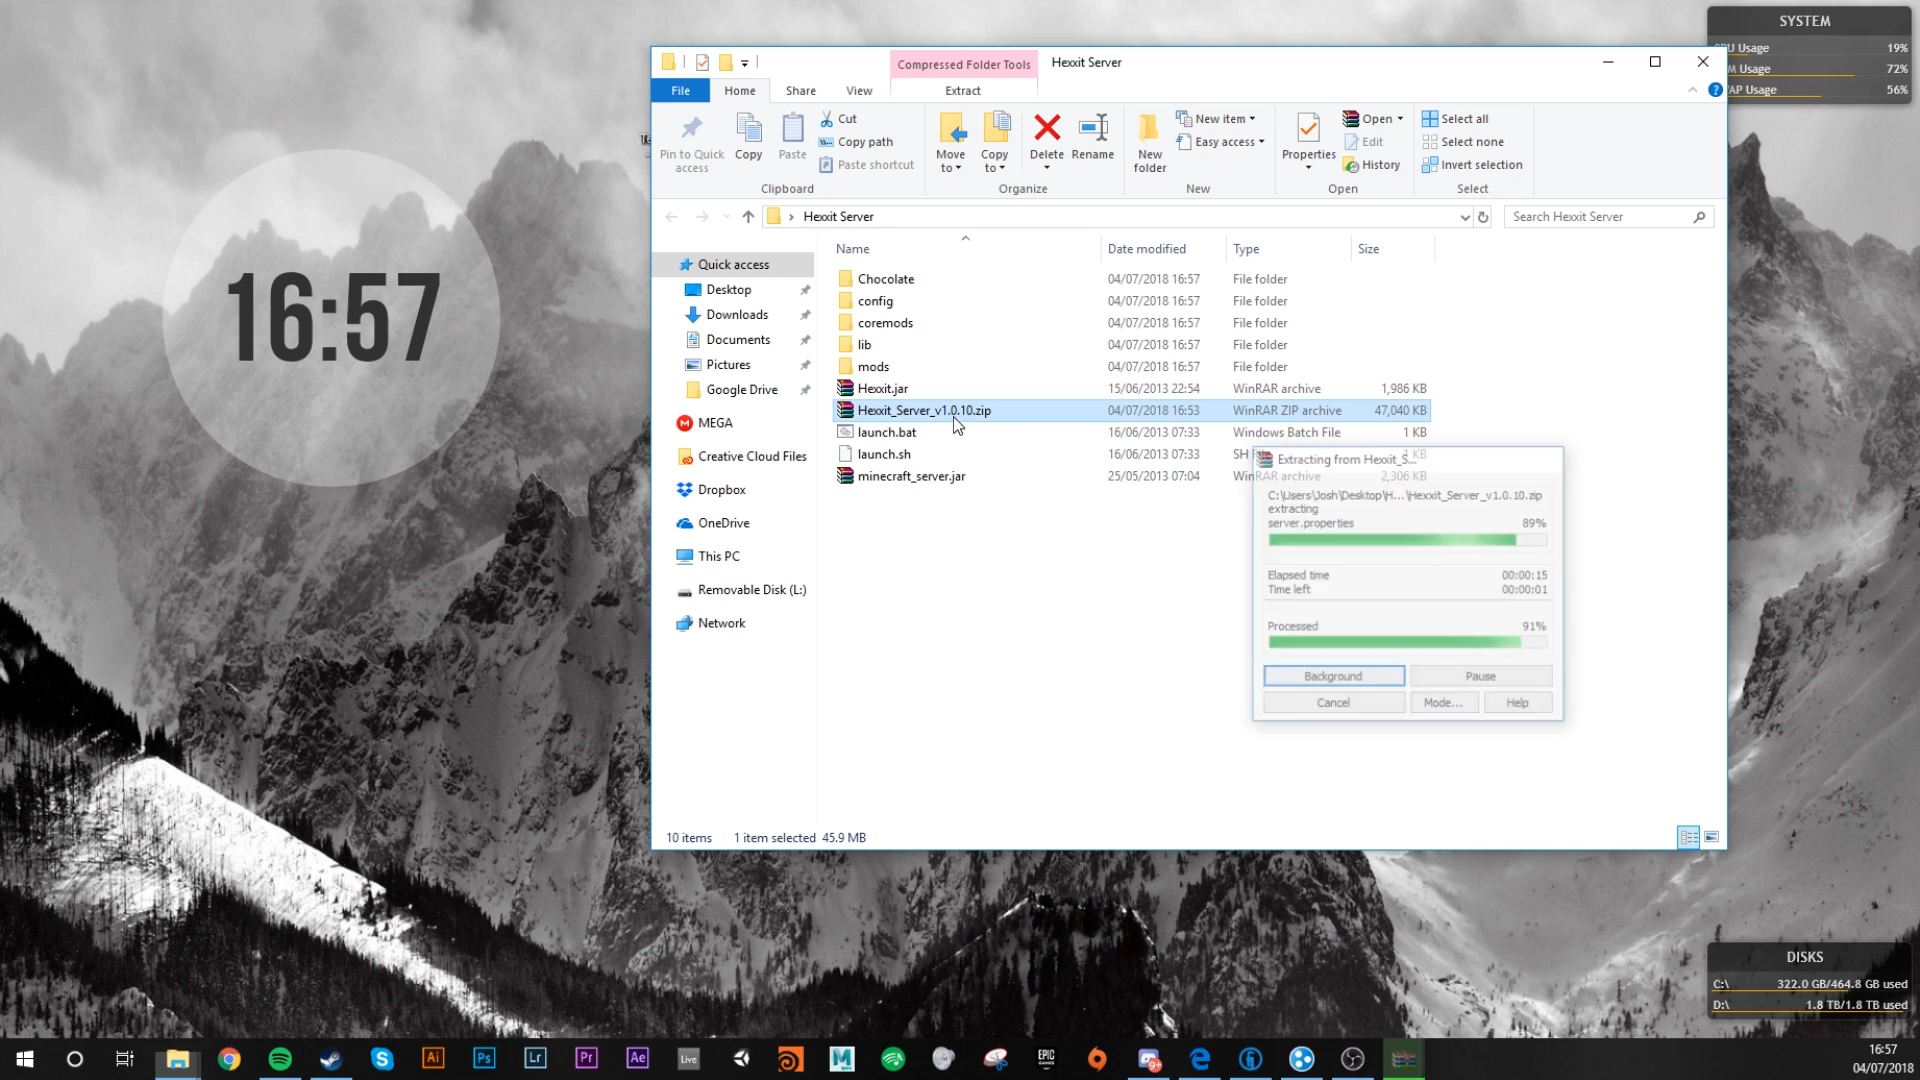 SYSTEM
PU Usage 19%
M Usage 72%
AP Usage 56%
16:57
Compressed Folder Tools
Hexxit Server
File
Home
Share
View
Extract
Pin to Quick access
Copy
Paste
Cut
Copy path
Paste shortcut
Clipboard
Move to
Copy to
Delete
Rename
Organize
New folder
New item
Easy access
New
Properties
Open
Edit
History
Open
Select all
Select none
Invert selection
Select
Hexxit Server
Search Hexxit Server
Name Date modified Type Size
Quick access
Desktop
Downloads
Documents
Pictures
Google Drive
MEGA
Creative Cloud Files
Dropbox
OneDrive
This PC
Removable Disk (L:)
Network
Chocolate 04/07/2018 16:57 File folder
config 04/07/2018 16:57 File folder
coremods 04/07/2018 16:57 File folder
lib 04/07/2018 16:57 File folder
mods 04/07/2018 16:57 File folder
Hexxit.jar 15/06/2013 22:54 WinRAR archive 1,986 KB
Hexxit_Server_v1.0.10.zip 04/07/2018 16:53 WinRAR ZIP archive 47,040 KB
launch.bat 16/06/2013 07:33 Windows Batch File 1 KB
launch.sh 16/06/2013 07:33 SH 1 KB
minecraft_server.jar 25/05/2013 07:04 WinRAR archive 2,306 KB
Extracting from Hexxit_S...
C:\Users\Josh\Desktop\H...\Hexxit_Server_v1.0.10.zip
extracting
server.properties 89%
Elapsed time 00:00:15
Time left 00:00:01
Processed 91%
Background
Pause
Cancel
Mode...
Help
10 items 1 item selected 45.9 MB
DISKS
C:\ 322.0 GB/464.8 GB used
D:\ 1.8 TB/1.8 TB used
Ai
Ps
Lr
Pr
Ae
Live
M
EPIC GAMES
9+
16:57
04/07/2018